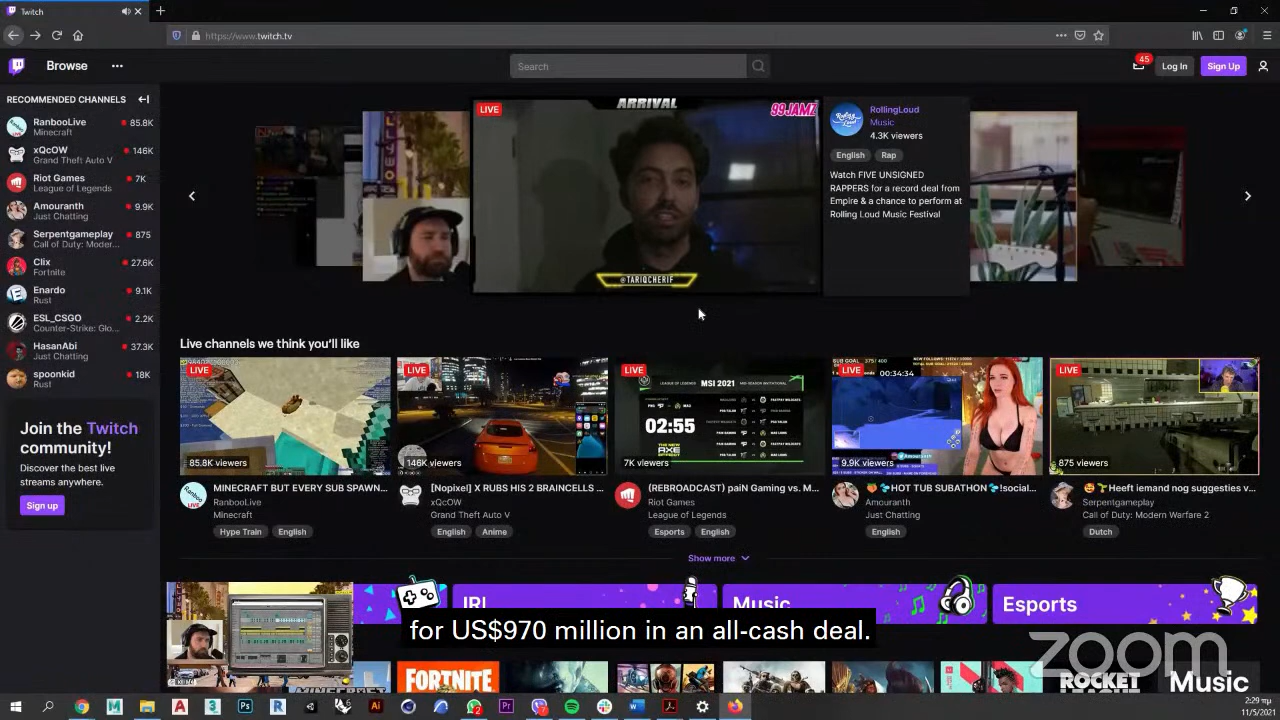 Twitch
https://www.twitch.tv
Browse
Search
45
Log In
Sign Up
RECOMMENDED CHANNELS
RanbooLive
Minecraft
85.8K
xQcOW
Grand Theft Auto V
146K
Riot Games
League of Legends
7K
Amouranth
Just Chatting
9.9K
Serpentgameplay
Call of Duty: Moder...
875
Clix
Fortnite
27.6K
Enardo
Rust
9.1K
ESL_CSGO
Counter-Strike: Glo...
2.2K
HasanAbi
Just Chatting
37.3K
spoonkid
Rust
18K
Join the Twitch
community!
Discover the best live
streams anywhere.
Sign up
LIVE
ARRIVAL
99JAMZ
@TARIQCHERIF
RollingLoud
Music
4.3K viewers
English
Rap
Watch FIVE UNSIGNED
RAPPERS for a record deal from
Empire & a chance to perform at
Rolling Loud Music Festival
Live channels we think you'll like
LIVE
85.8K viewers
MINECRAFT BUT EVERY SUB SPAWN...
RanbooLive
Minecraft
Hype Train
English
LIVE
146K viewers
[Nopixel] X RUBS HIS 2 BRAINCELLS ...
xQcOW
Grand Theft Auto V
English
Anime
LIVE
MSI 2021
02:55
7K viewers
(REBROADCAST) paiN Gaming vs. M...
Riot Games
League of Legends
Esports
English
LIVE
SUB GOAL
375/400
00:34:34
9.9K viewers
HOT TUB SUBATHON !social...
Amouranth
Just Chatting
English
LIVE
875 viewers
Heeft iemand nog suggesties v...
Serpentgameplay
Call of Duty: Modern Warfare 2
Dutch
Show more
IRL
Music
Esports
for US$970 million in an all-cash deal.
zoom
MINECRAFT
FORTNITE
ROCKET
LEAGUE
Music
2:29 πμ
11/5/2021